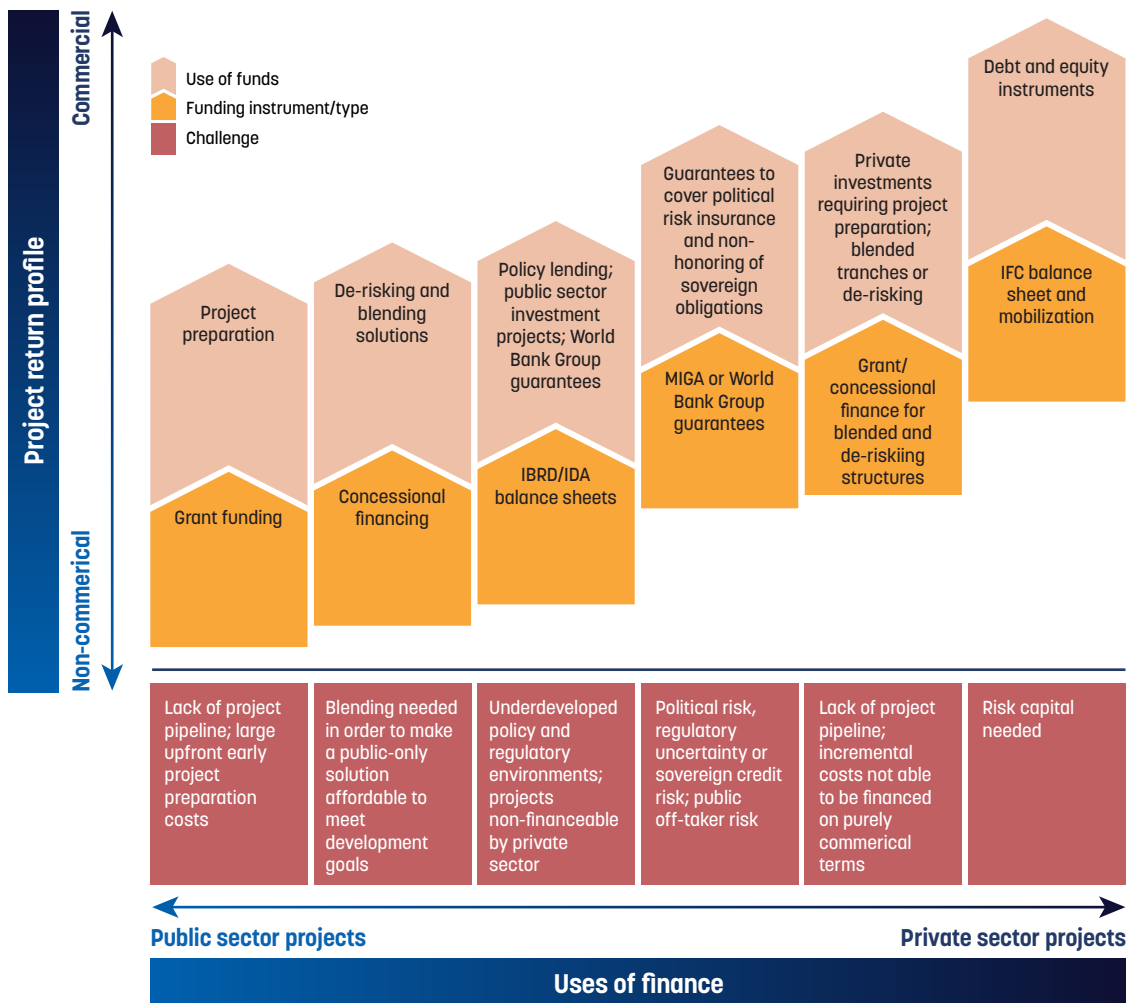 Project return profile
Commercial
Non-commerical
Use of funds
Funding instrument/type
Challenge
Project
preparation
Grant funding
De-risking and
blending
solutions
Concessional
financing
Policy lending;
public sector
investment
projects; World
Bank Group
guarantees
IBRD/IDA
balance sheets
Guarantees to
cover political
risk insurance
and non-
honoring of
sovereign
obligations
MIGA or World
Bank Group
guarantees
Private
investments
requiring project
preparation;
blended
tranches or
de-risking
Grant/
concessional
finance for
blended and
de-riskiing
structures
Debt and equity
instruments
IFC balance
sheet and
mobilization
Lack of project
pipeline; large
upfront early
project
preparation
costs
Blending needed
in order to make
a public-only
solution
affordable to
meet
development
goals
Underdeveloped
policy and
regulatory
environments;
projects
non-financeable
by private
sector
Political risk,
regulatory
uncertainty or
sovereign credit
risk; public
off-taker risk
Lack of project
pipeline;
incremental
costs not able
to be financed
on purely
commerical
terms
Risk capital
needed
Public sector projects
Private sector projects
Uses of finance